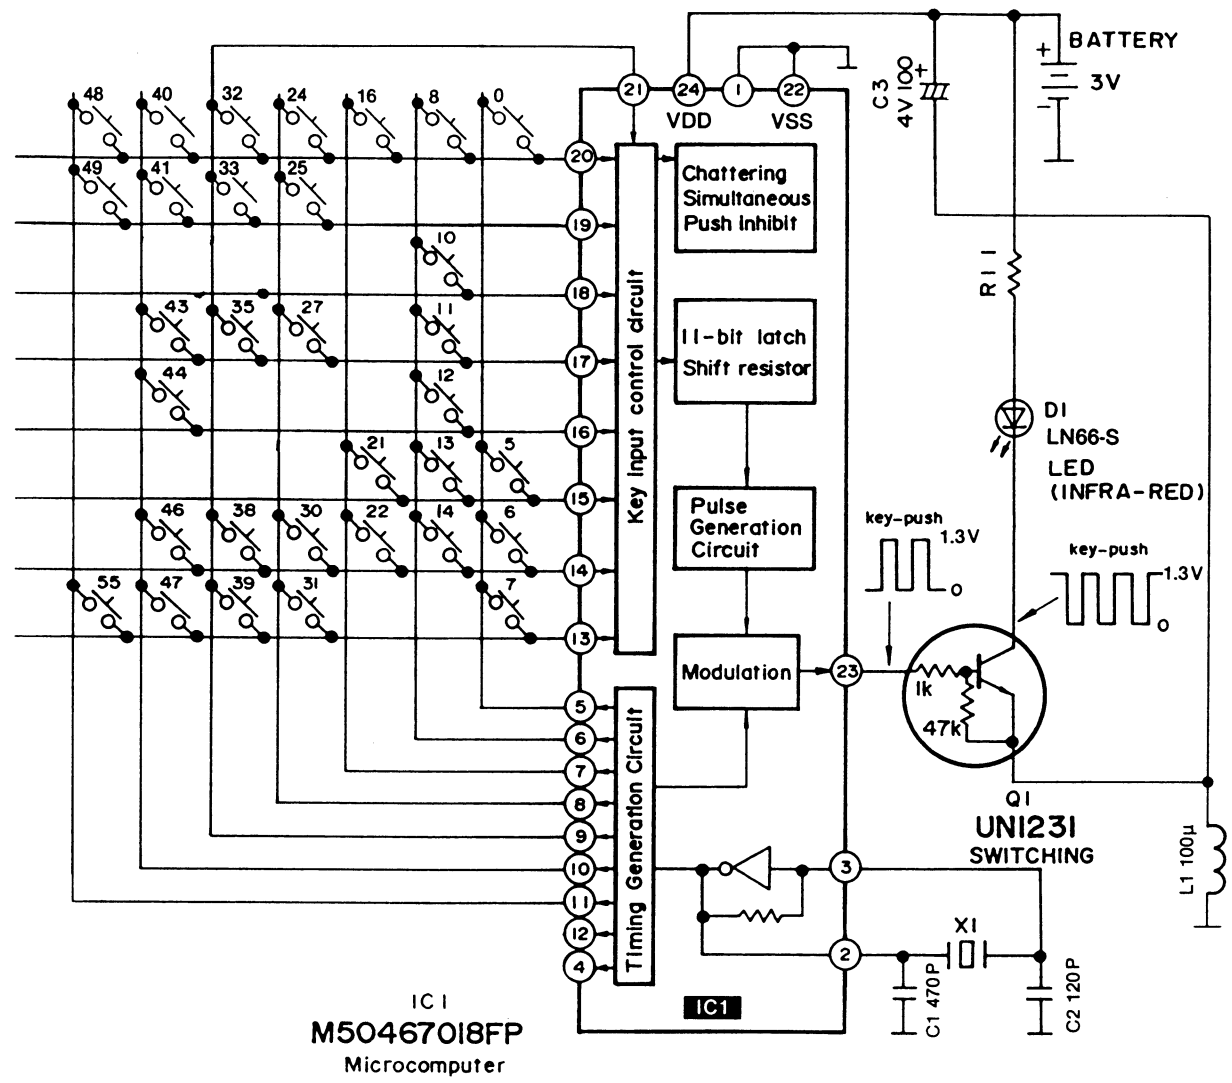 48 40 32 24 16 8 0
21 24 1 22
VDD VSS
C3
4V 100 +
+ BATTERY
3V
-
20
49 41 33 25
19
10
18
43 35 27 11
17
44 12
16
21 13 5
15
46 38 30 22 14 6
14
55 47 39 31 7
13
Key input control circuit
Chattering
Simultaneous
Push Inhibit
11-bit latch
Shift resistor
Pulse
Generation
Circuit
Modulation
23
R1 1
D1
LN66-S
LED
(INFRA-RED)
key-push
1.3V
0
key-push
1.3V
0
1k
47k
Q1
UN1231
SWITCHING
L1 100μ
Timing Generation Circuit
5
6
7
8
9
10
11
12
4
3
2
X1
C1 470P
C2 120P
IC1
IC1
M50467018FP
Microcomputer